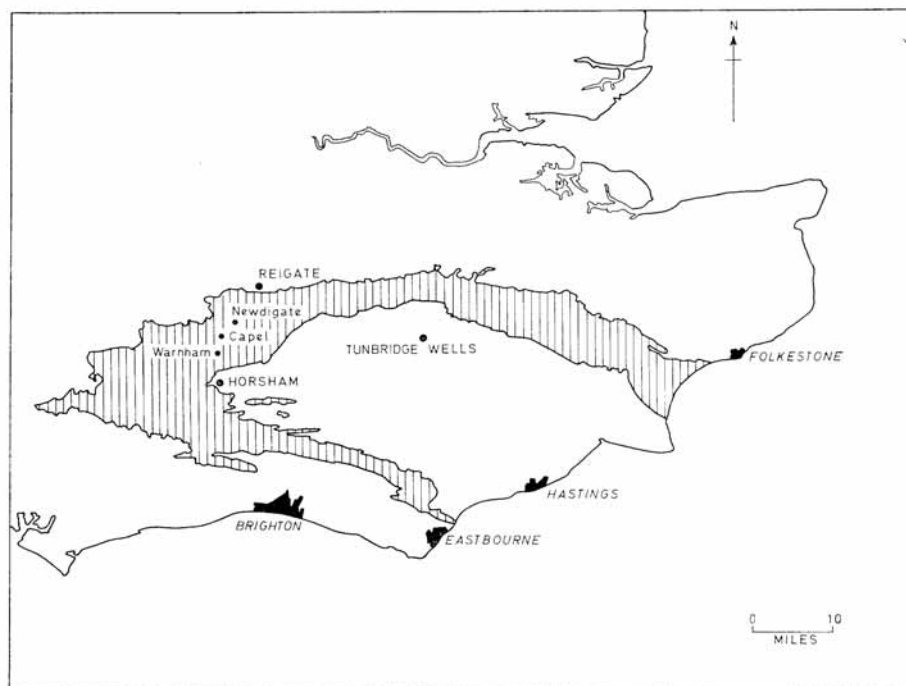 N
REIGATE
Newdigate
Capel
Warnham
TUNBRIDGE WELLS
FOLKESTONE
HORSHAM
HASTINGS
BRIGHTON
EASTBOURNE
0 10
MILES